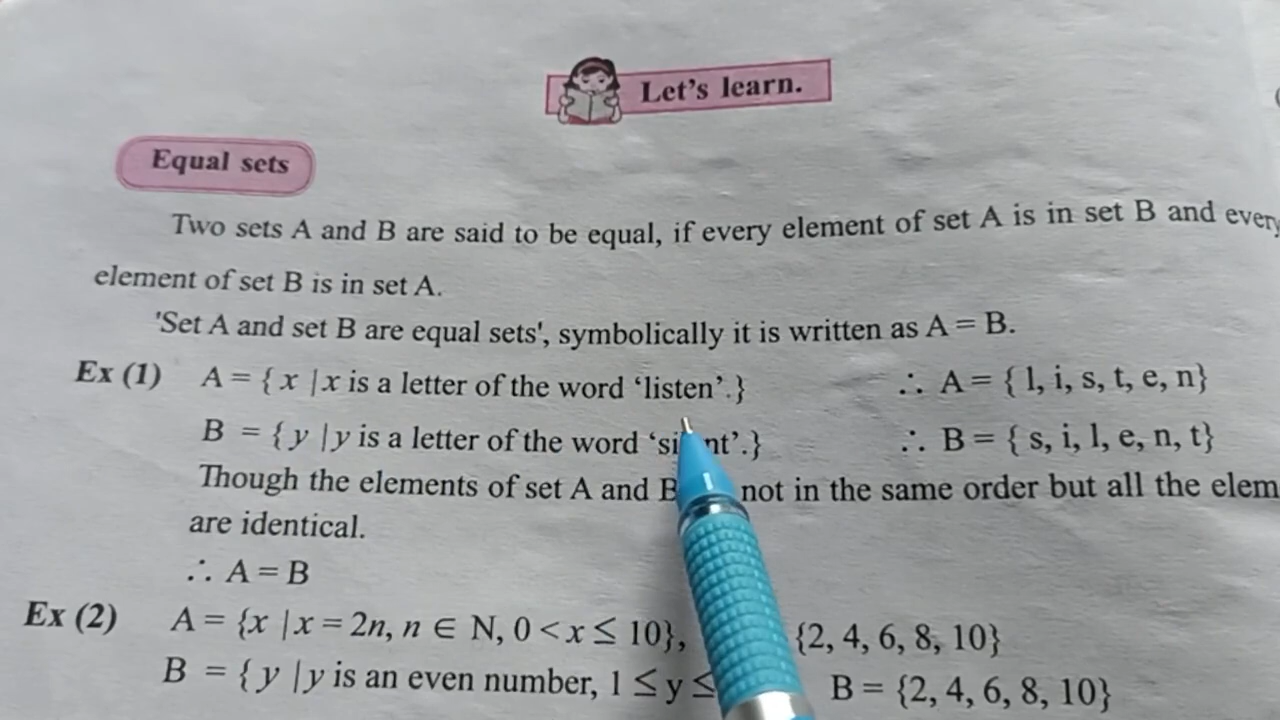 Let's learn.
Equal sets
Two sets A and B are said to be equal, if every element of set A is in set B and every
element of set B is in set A.
'Set A and set B are equal sets', symbolically it is written as A = B.
Ex (1) A = { x | x is a letter of the word ‘listen’.} ∴ A = { l, i, s, t, e, n}
B = { y | y is a letter of the word ‘silent’.} ∴ B = { s, i, l, e, n, t}
Though the elements of set A and B not in the same order but all the elem
are identical.
∴ A = B
Ex (2) A = {x | x = 2n, n ∈ N, 0 < x ≤ 10}, {2, 4, 6, 8, 10}
B = { y | y is an even number, 1 ≤ y ≤ B = {2, 4, 6, 8, 10}